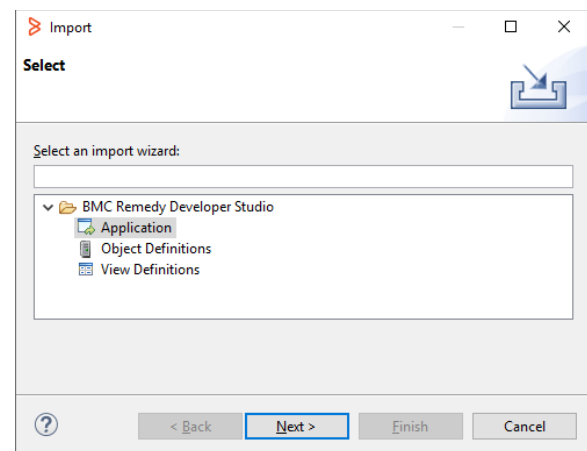 Import
Select
Select an import wizard:
BMC Remedy Developer Studio
Application
Object Definitions
View Definitions
?
< Back
Next >
Finish
Cancel